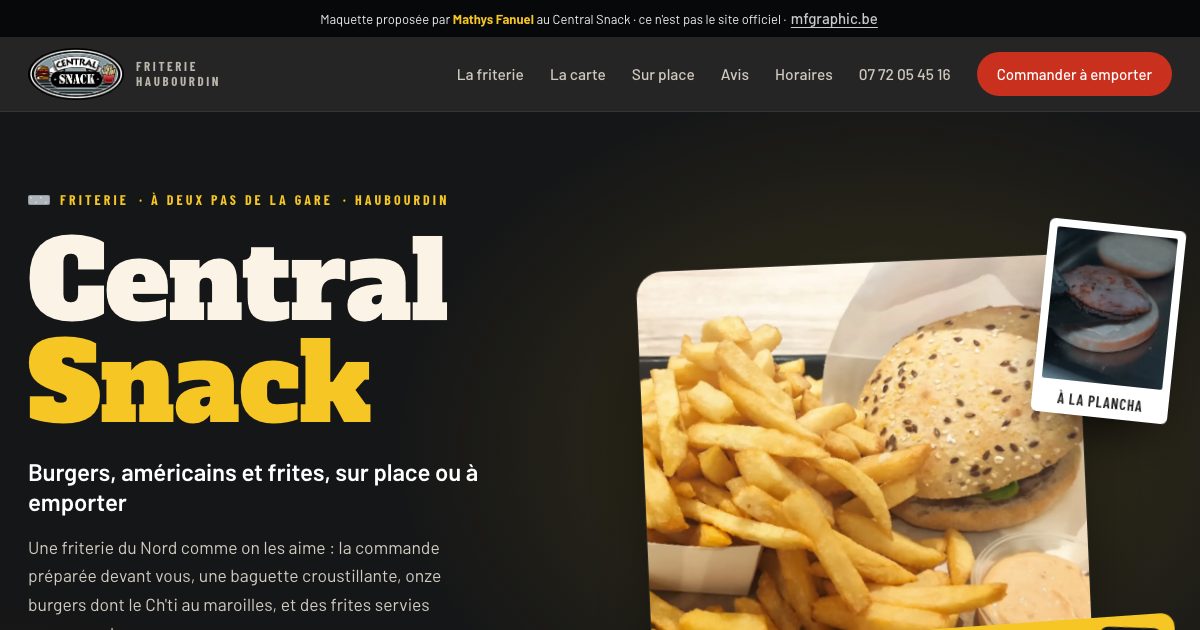 Maquette proposée par Mathys Fanuel au Central Snack · ce n'est pas le site officiel · mfgraphic.be
CENTRAL
SNACK
FRITERIE
HAUBOURDIN
La friterie
La carte
Sur place
Avis
Horaires
07 72 05 45 16
Commander à emporter
FRITERIE · À DEUX PAS DE LA GARE · HAUBOURDIN
Central
Snack
À LA PLANCHA
Burgers, américains et frites, sur place ou à
emporter
Une friterie du Nord comme on les aime : la commande
préparée devant vous, une baguette croustillante, onze
burgers dont le Ch'ti au maroilles, et des frites servies